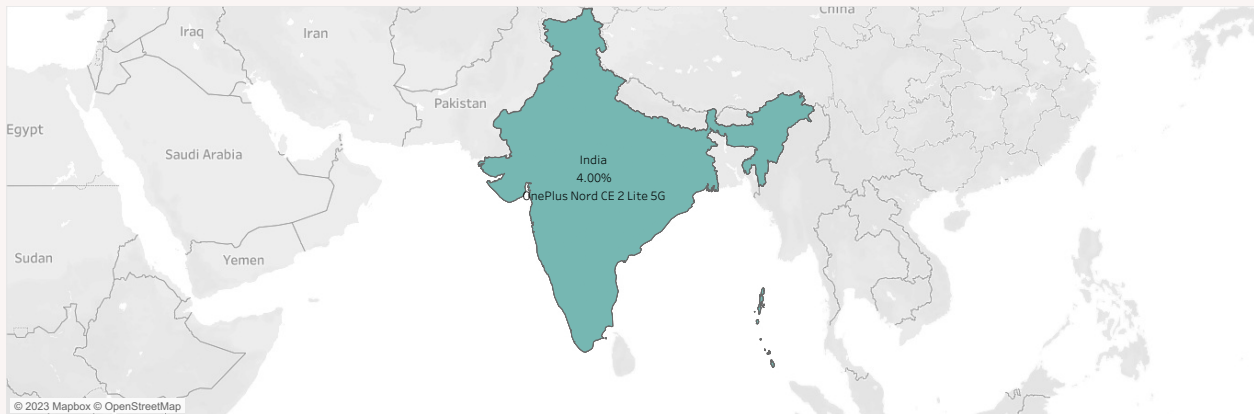 China
Iraq
Iran
Pakistan
Egypt
Saudi Arabia
India
4.00%
OnePlus Nord CE 2 Lite 5G
Sudan
Yemen
© 2023 Mapbox © OpenStreetMap